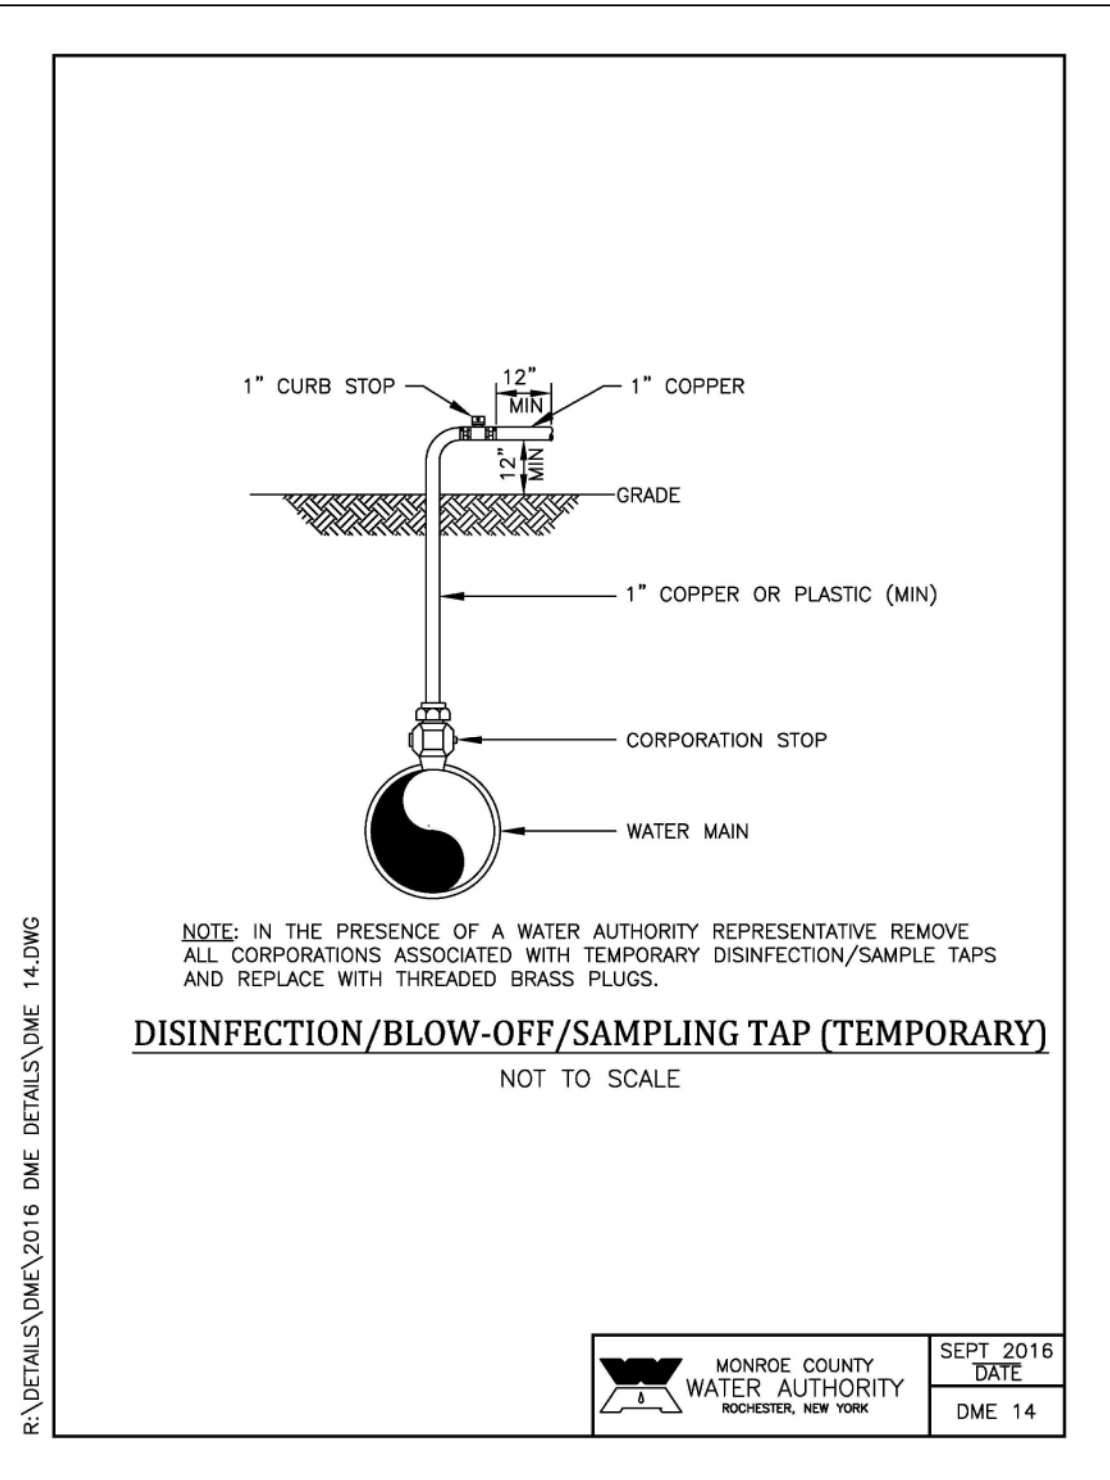 1" CURB STOP
12"
MIN
1" COPPER
12"
MIN
GRADE
1" COPPER OR PLASTIC (MIN)
CORPORATION STOP
WATER MAIN
NOTE: IN THE PRESENCE OF A WATER AUTHORITY REPRESENTATIVE REMOVE
ALL CORPORATIONS ASSOCIATED WITH TEMPORARY DISINFECTION/SAMPLE TAPS
AND REPLACE WITH THREADED BRASS PLUGS.
DISINFECTION/BLOW-OFF/SAMPLING TAP (TEMPORARY)
NOT TO SCALE
R:\DETAILS\DME\2016 DME DETAILS\DME 14.DWG
MONROE COUNTY
WATER AUTHORITY
ROCHESTER, NEW YORK
SEPT 2016
DATE
DME 14